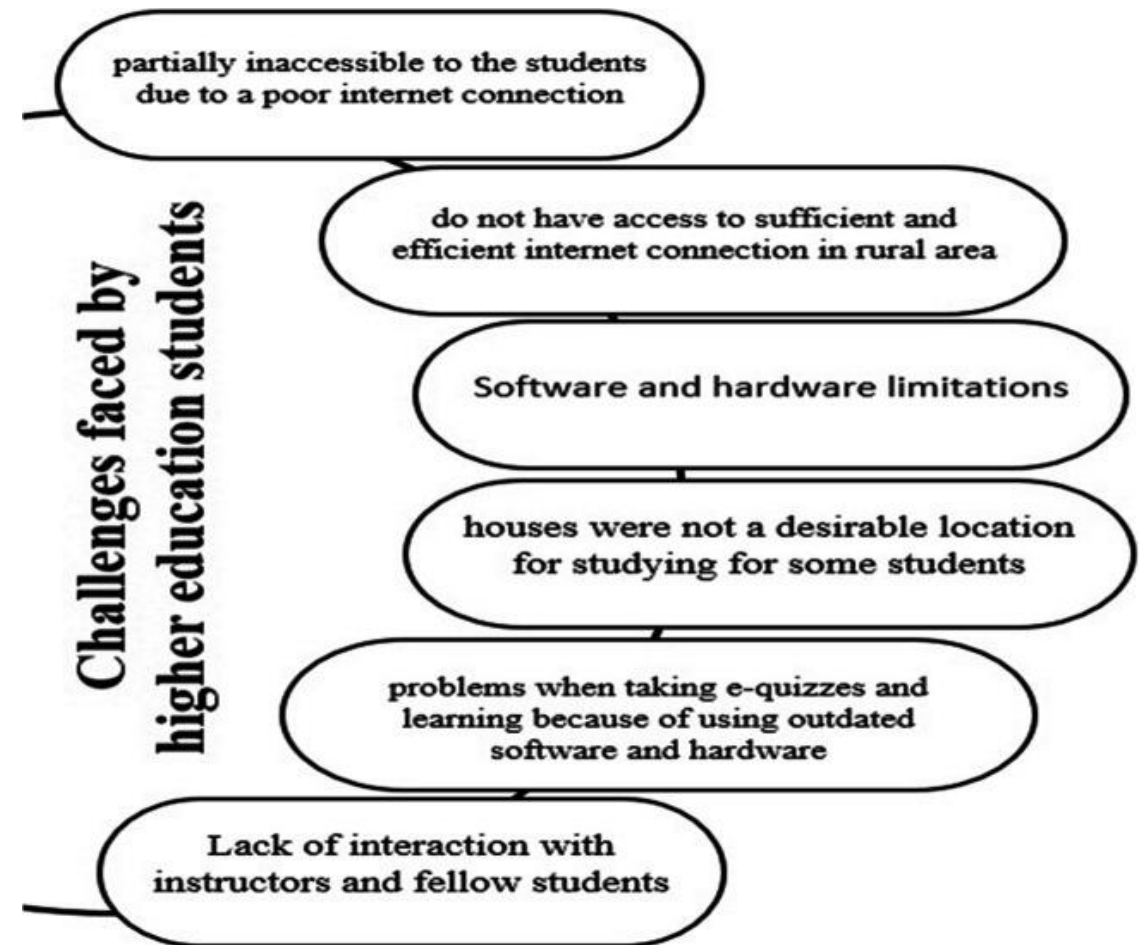 Challenges faced by
higher education students
partially inaccessible to the students
due to a poor internet connection
do not have access to sufficient and
efficient internet connection in rural area
Software and hardware limitations
houses were not a desirable location
for studying for some students
problems when taking e-quizzes and
learning because of using outdated
software and hardware
Lack of interaction with
instructors and fellow students